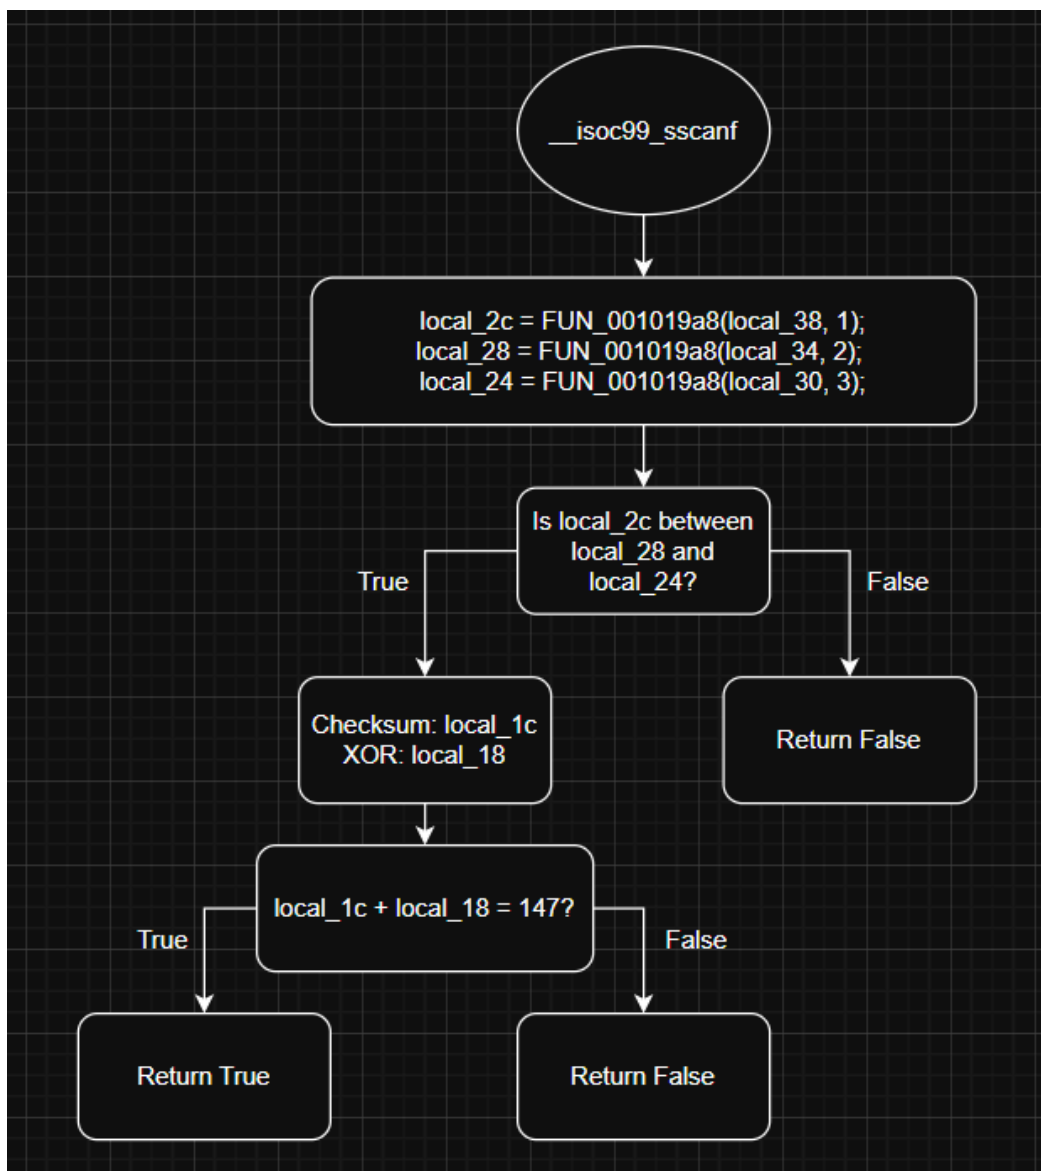 __isoc99_sscanf
local_2c = FUN_001019a8(local_38, 1);
local_28 = FUN_001019a8(local_34, 2);
local_24 = FUN_001019a8(local_30, 3);
Is local_2c between
local_28 and
local_24?
True
False
Checksum: local_1c
XOR: local_18
Return False
local_1c + local_18 = 147?
True
False
Return True
Return False